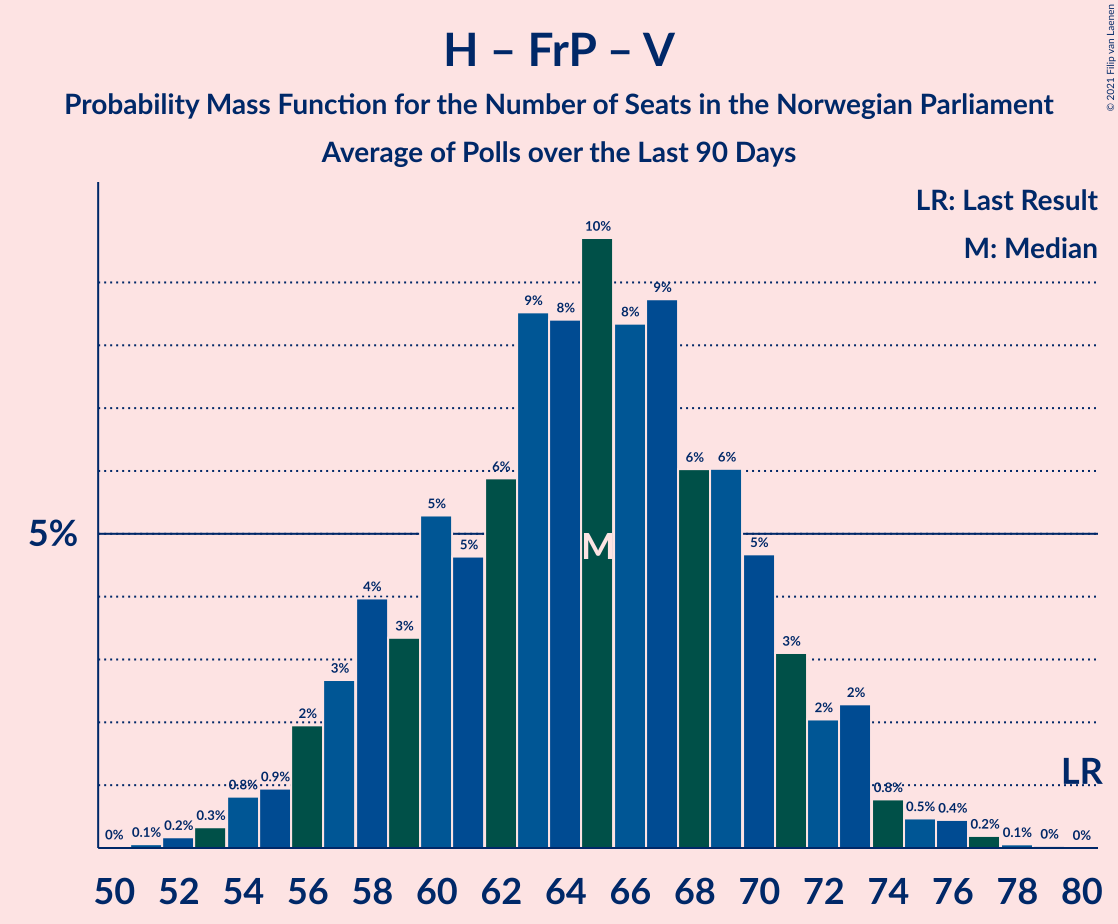 H – FrP – V
Probability Mass Function for the Number of Seats in the Norwegian Parliament
Average of Polls over the Last 90 Days
© 2021 Filip van Laenen
LR: Last Result
M: Median
5%
0% 0.1% 0.2% 0.3% 0.8% 0.9% 2% 3% 4% 3% 5% 5% 6% 9% 8% 10% 8% 9% 6% 6% 5% 3% 2% 2% 0.8% 0.5% 0.4% 0.2% 0.1% 0% 0%
M
LR
50 52 54 56 58 60 62 64 66 68 70 72 74 76 78 80